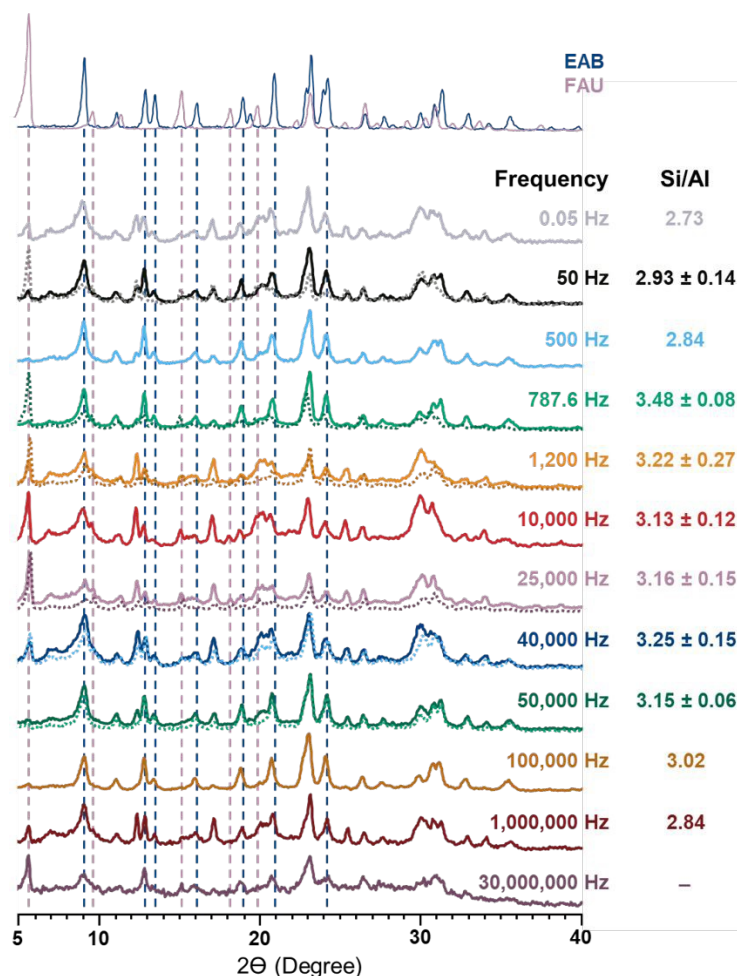 EAB
FAU
Frequency Si/Al
0.05 Hz 2.73
50 Hz 2.93 ± 0.14
500 Hz 2.84
787.6 Hz 3.48 ± 0.08
1,200 Hz 3.22 ± 0.27
10,000 Hz 3.13 ± 0.12
25,000 Hz 3.16 ± 0.15
40,000 Hz 3.25 ± 0.15
50,000 Hz 3.15 ± 0.06
100,000 Hz 3.02
1,000,000 Hz 2.84
30,000,000 Hz –
5 10 20 30 40
2Θ (Degree)